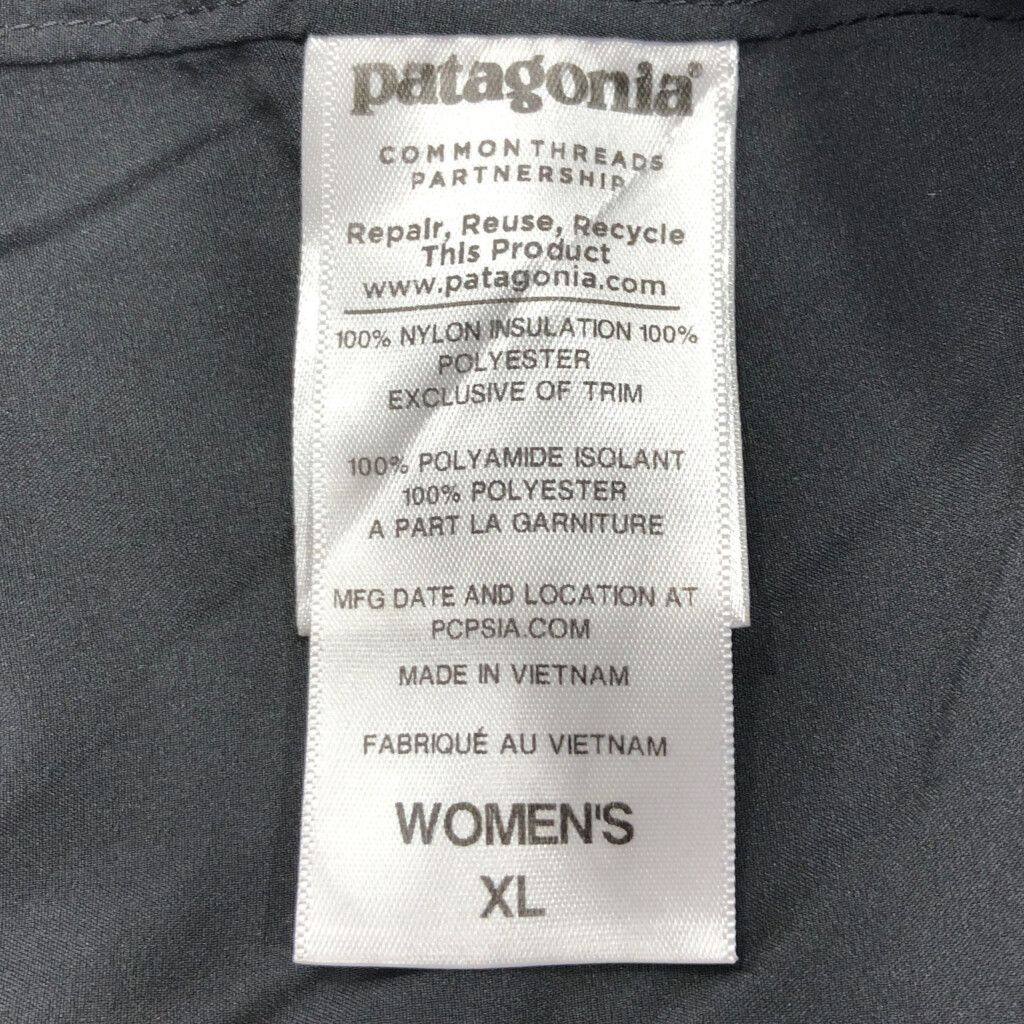 patagonia®
COMMON THREADS
PARTNERSHIP
Repair, Reuse, Recycle
This Product
www.patagonia.com
100% NYLON INSULATION 100%
POLYESTER
EXCLUSIVE OF TRIM
100% POLYAMIDE ISOLANT
100% POLYESTER
A PART LA GARNITURE
MFG DATE AND LOCATION AT
PCPSIA.COM
MADE IN VIETNAM
FABRIQUÉ AU VIETNAM
WOMEN'S
XL